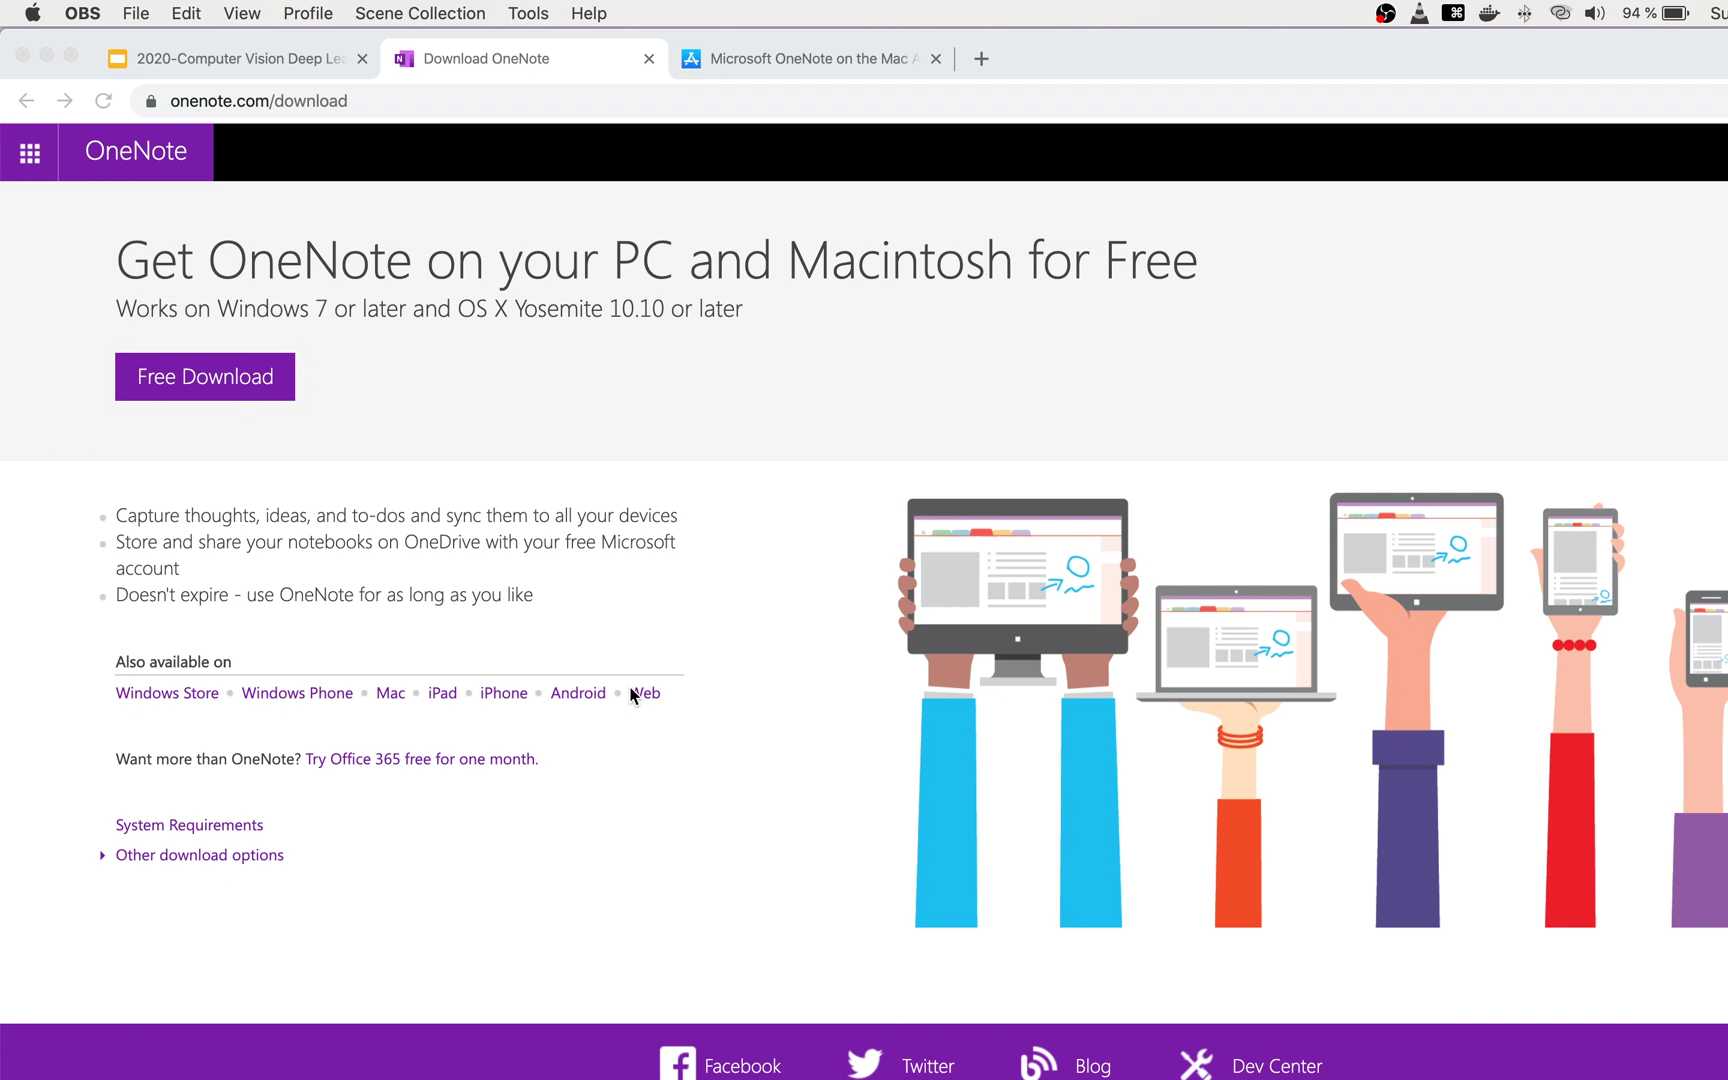 OBS File Edit View Profile Scene Collection Tools Help 94 % Su
2020-Computer Vision Deep Lea Download OneNote Microsoft OneNote on the Mac A
onenote.com/download
OneNote
Get OneNote on your PC and Macintosh for Free
Works on Windows 7 or later and OS X Yosemite 10.10 or later
Free Download
Capture thoughts, ideas, and to-dos and sync them to all your devices
Store and share your notebooks on OneDrive with your free Microsoft
account
Doesn't expire - use OneNote for as long as you like
Also available on
Windows Store Windows Phone Mac iPad iPhone Android Web
Want more than OneNote? Try Office 365 free for one month.
System Requirements
Other download options
Facebook Twitter Blog Dev Center